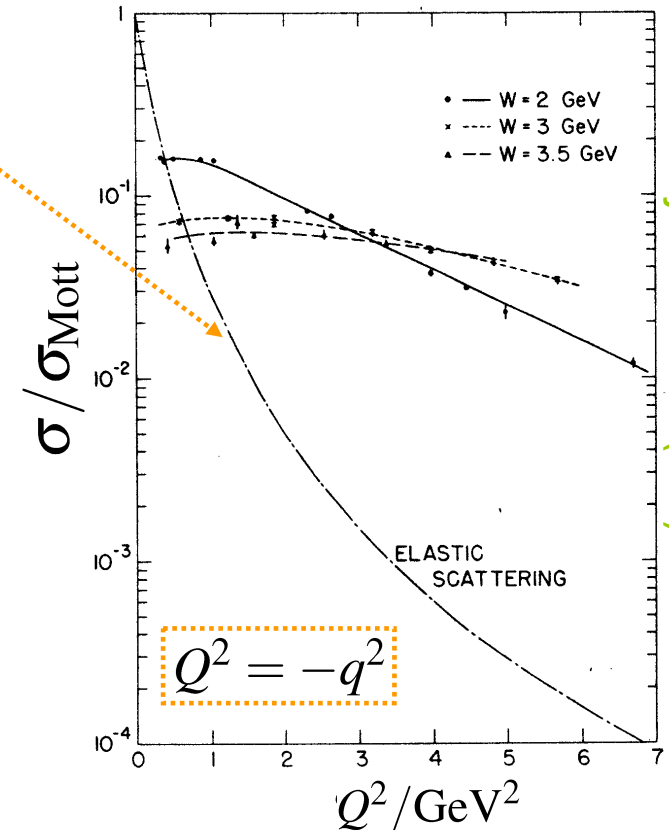 1
10⁻¹
10⁻²
10⁻³
10⁻⁴
σ / σMott
W = 2 GeV
W = 3 GeV
W = 3.5 GeV
ELASTIC
SCATTERING
Q² = −q²
0 1 2 3 4 5 6 7
Q²/GeV²